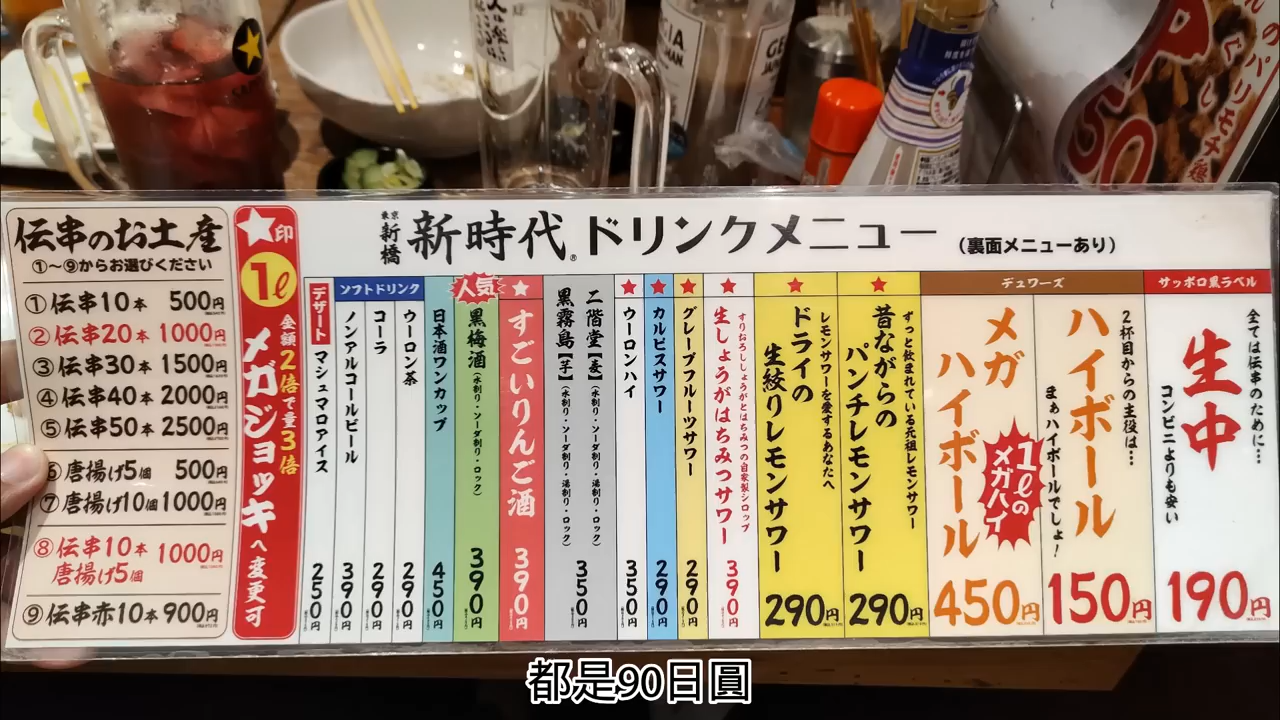 東京
新橋
新時代 ドリンクメニュー (裏面メニューあり)
伝串のお土産
①〜⑨からお選びください
①伝串10本 500円
②伝串20本 1000円
③伝串30本 1500円
④伝串40本 2000円
⑤伝串50本 2500円
⑥唐揚げ5個 500円
⑦唐揚げ10個 1000円
⑧伝串10本 唐揚げ5個 1000円
⑨伝串赤10本 900円
★印
1ℓ
金額2倍で量3倍
メガジョッキへ変更可
デザート
マシュマロアイス 250円
ソフトドリンク
ノンアルコールビール 390円
コーラ 290円
ウーロン茶 290円
日本酒ワンカップ 450円
人気
黒梅酒(水割り・ソーダ割り・ロック) 390円
★
すごいりんご酒 390円
黒霧島【芋】(水割り・ソーダ割り・湯割り・ロック)
二階堂【麦】(水割り・ソーダ割り・湯割り・ロック)
350円
★
ウーロンハイ 350円
★
カルピスサワー 290円
★
グレープフルーツサワー 290円
★
すりおろししょうがとはちみつの自家製シロップ
生しょうがはちみつサワー 390円
★
レモンサワーを愛するあなたへ
ドライの
生絞りレモンサワー
290円
★
ずっと飲まれている元祖レモンサワー
昔ながらの
パンチレモンサワー
290円
デュワーズ
メガ
ハイボール
1ℓの
メガハイ
450円
2杯目からの主役は…
ハイボール
まぁハイボールでしょ!
150円
サッポロ黒ラベル
全ては伝串のために…
生中
コンビニよりも安い
190円
都是90日圓